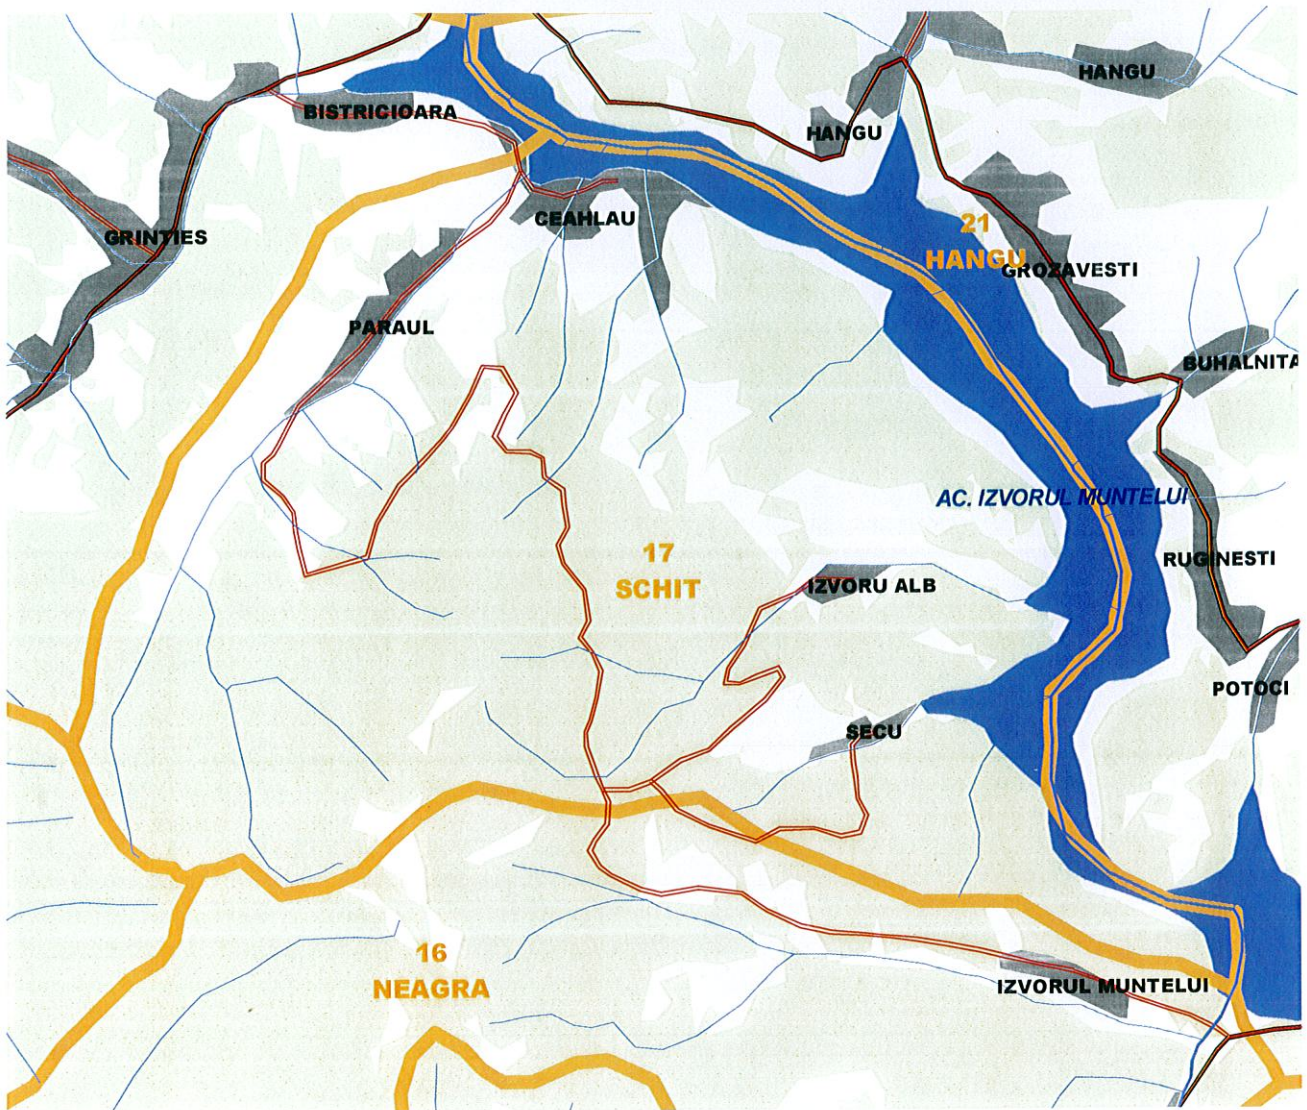 HANGU
BISTRICIOARA
HANGU
CEAHLAU
21
HANGU
GRINTIES
GROZAVESTI
PARAUL
BUHALNITA
AC. IZVORUL MUNTELUI
17
SCHIT
RUGINESTI
IZVORU ALB
POTOCI
SECU
16
NEAGRA
IZVORUL MUNTELUI